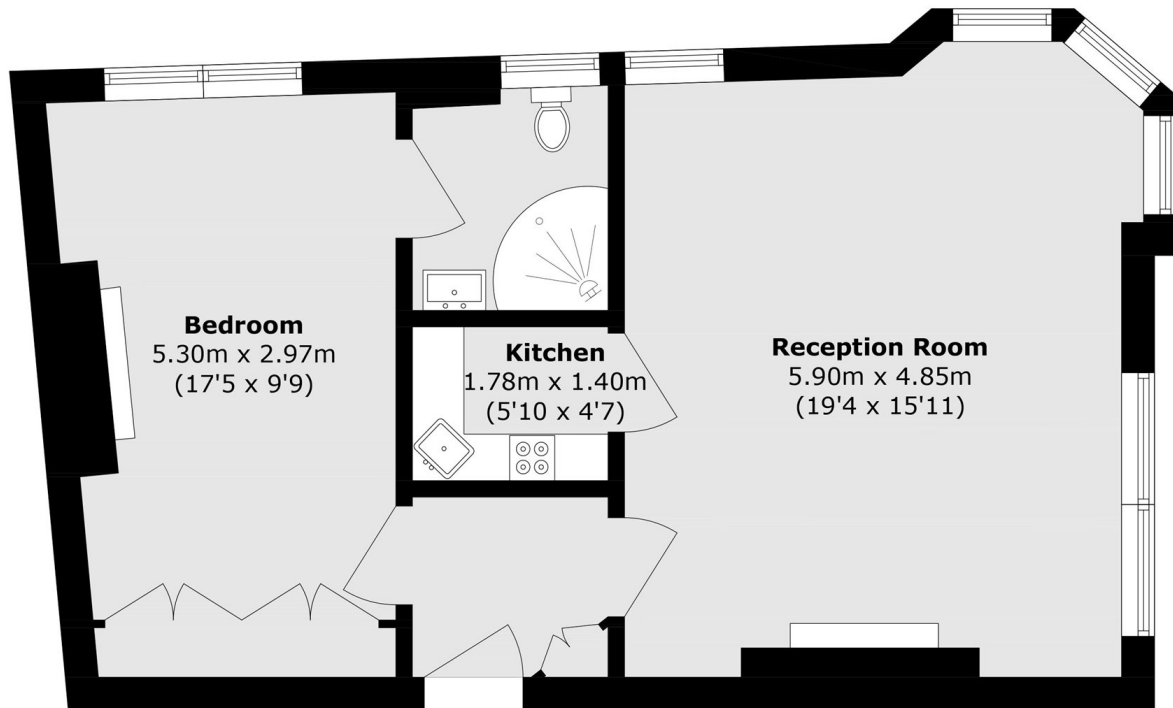 Bedroom
5.30m x 2.97m
(17'5 x 9'9)
Kitchen
1.78m x 1.40m
(5'10 x 4'7)
Reception Room
5.90m x 4.85m
(19'4 x 15'11)